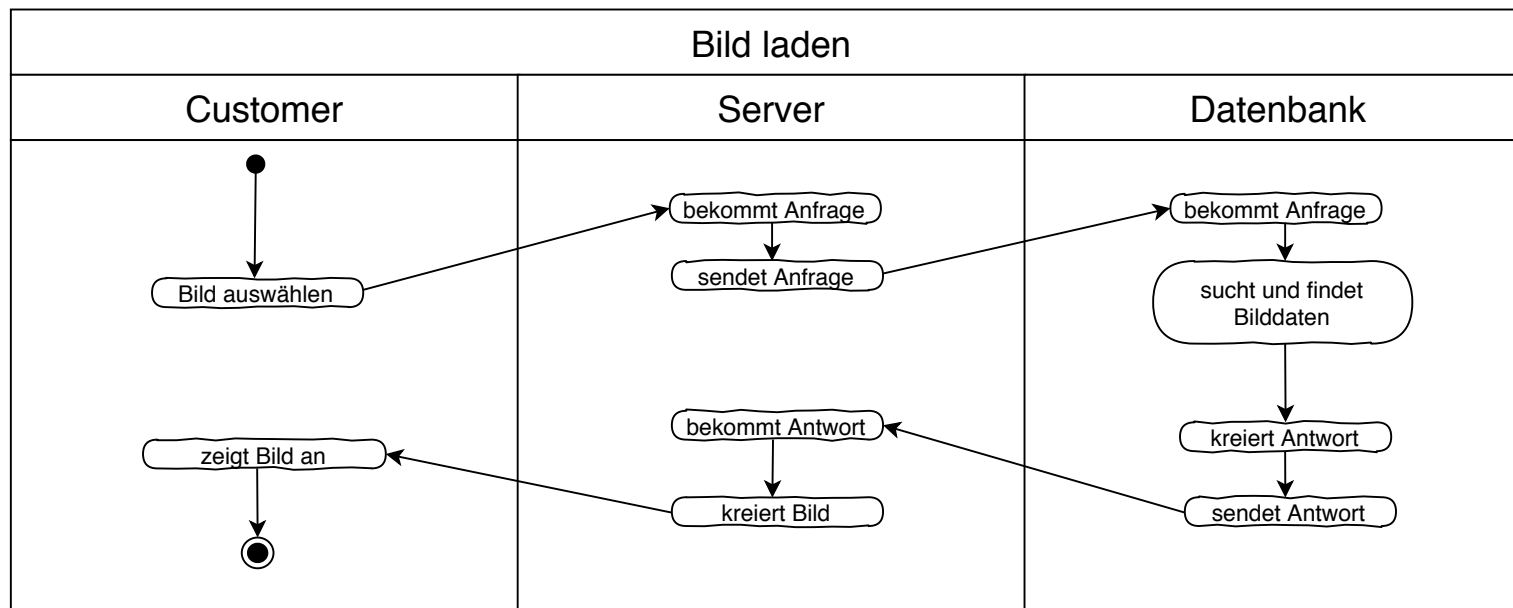 Bild laden
Customer
Server
Datenbank
Bild auswählen
bekommt Anfrage
sendet Anfrage
bekommt Anfrage
sucht und findet
Bilddaten
kreiert Antwort
sendet Antwort
bekommt Antwort
kreiert Bild
zeigt Bild an